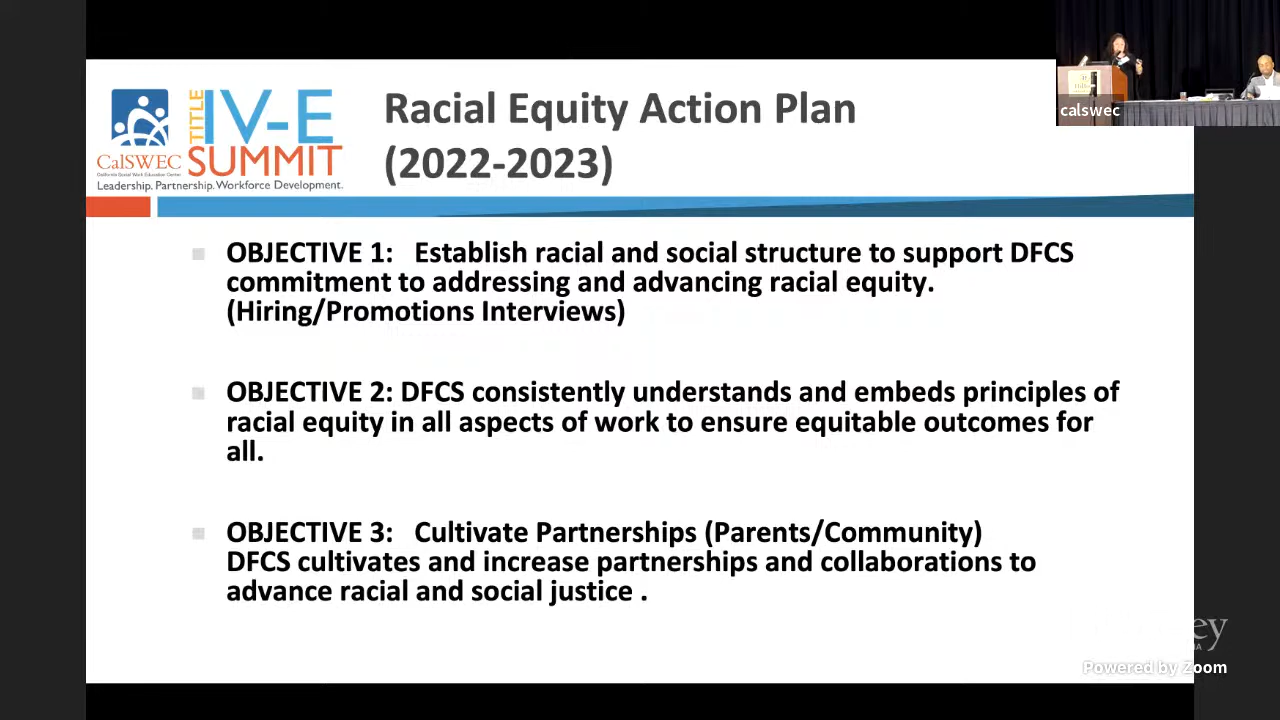 TITLE
IV-E
SUMMIT
CalSWEC
California Social Work Education Center
Leadership. Partnership. Workforce Development.
Racial Equity Action Plan
(2022-2023)
calswec
OBJECTIVE 1: Establish racial and social structure to support DFCS
commitment to addressing and advancing racial equity.
(Hiring/Promotions Interviews)
OBJECTIVE 2: DFCS consistently understands and embeds principles of
racial equity in all aspects of work to ensure equitable outcomes for
all.
OBJECTIVE 3: Cultivate Partnerships (Parents/Community)
DFCS cultivates and increase partnerships and collaborations to
advance racial and social justice .
Powered by Zoom